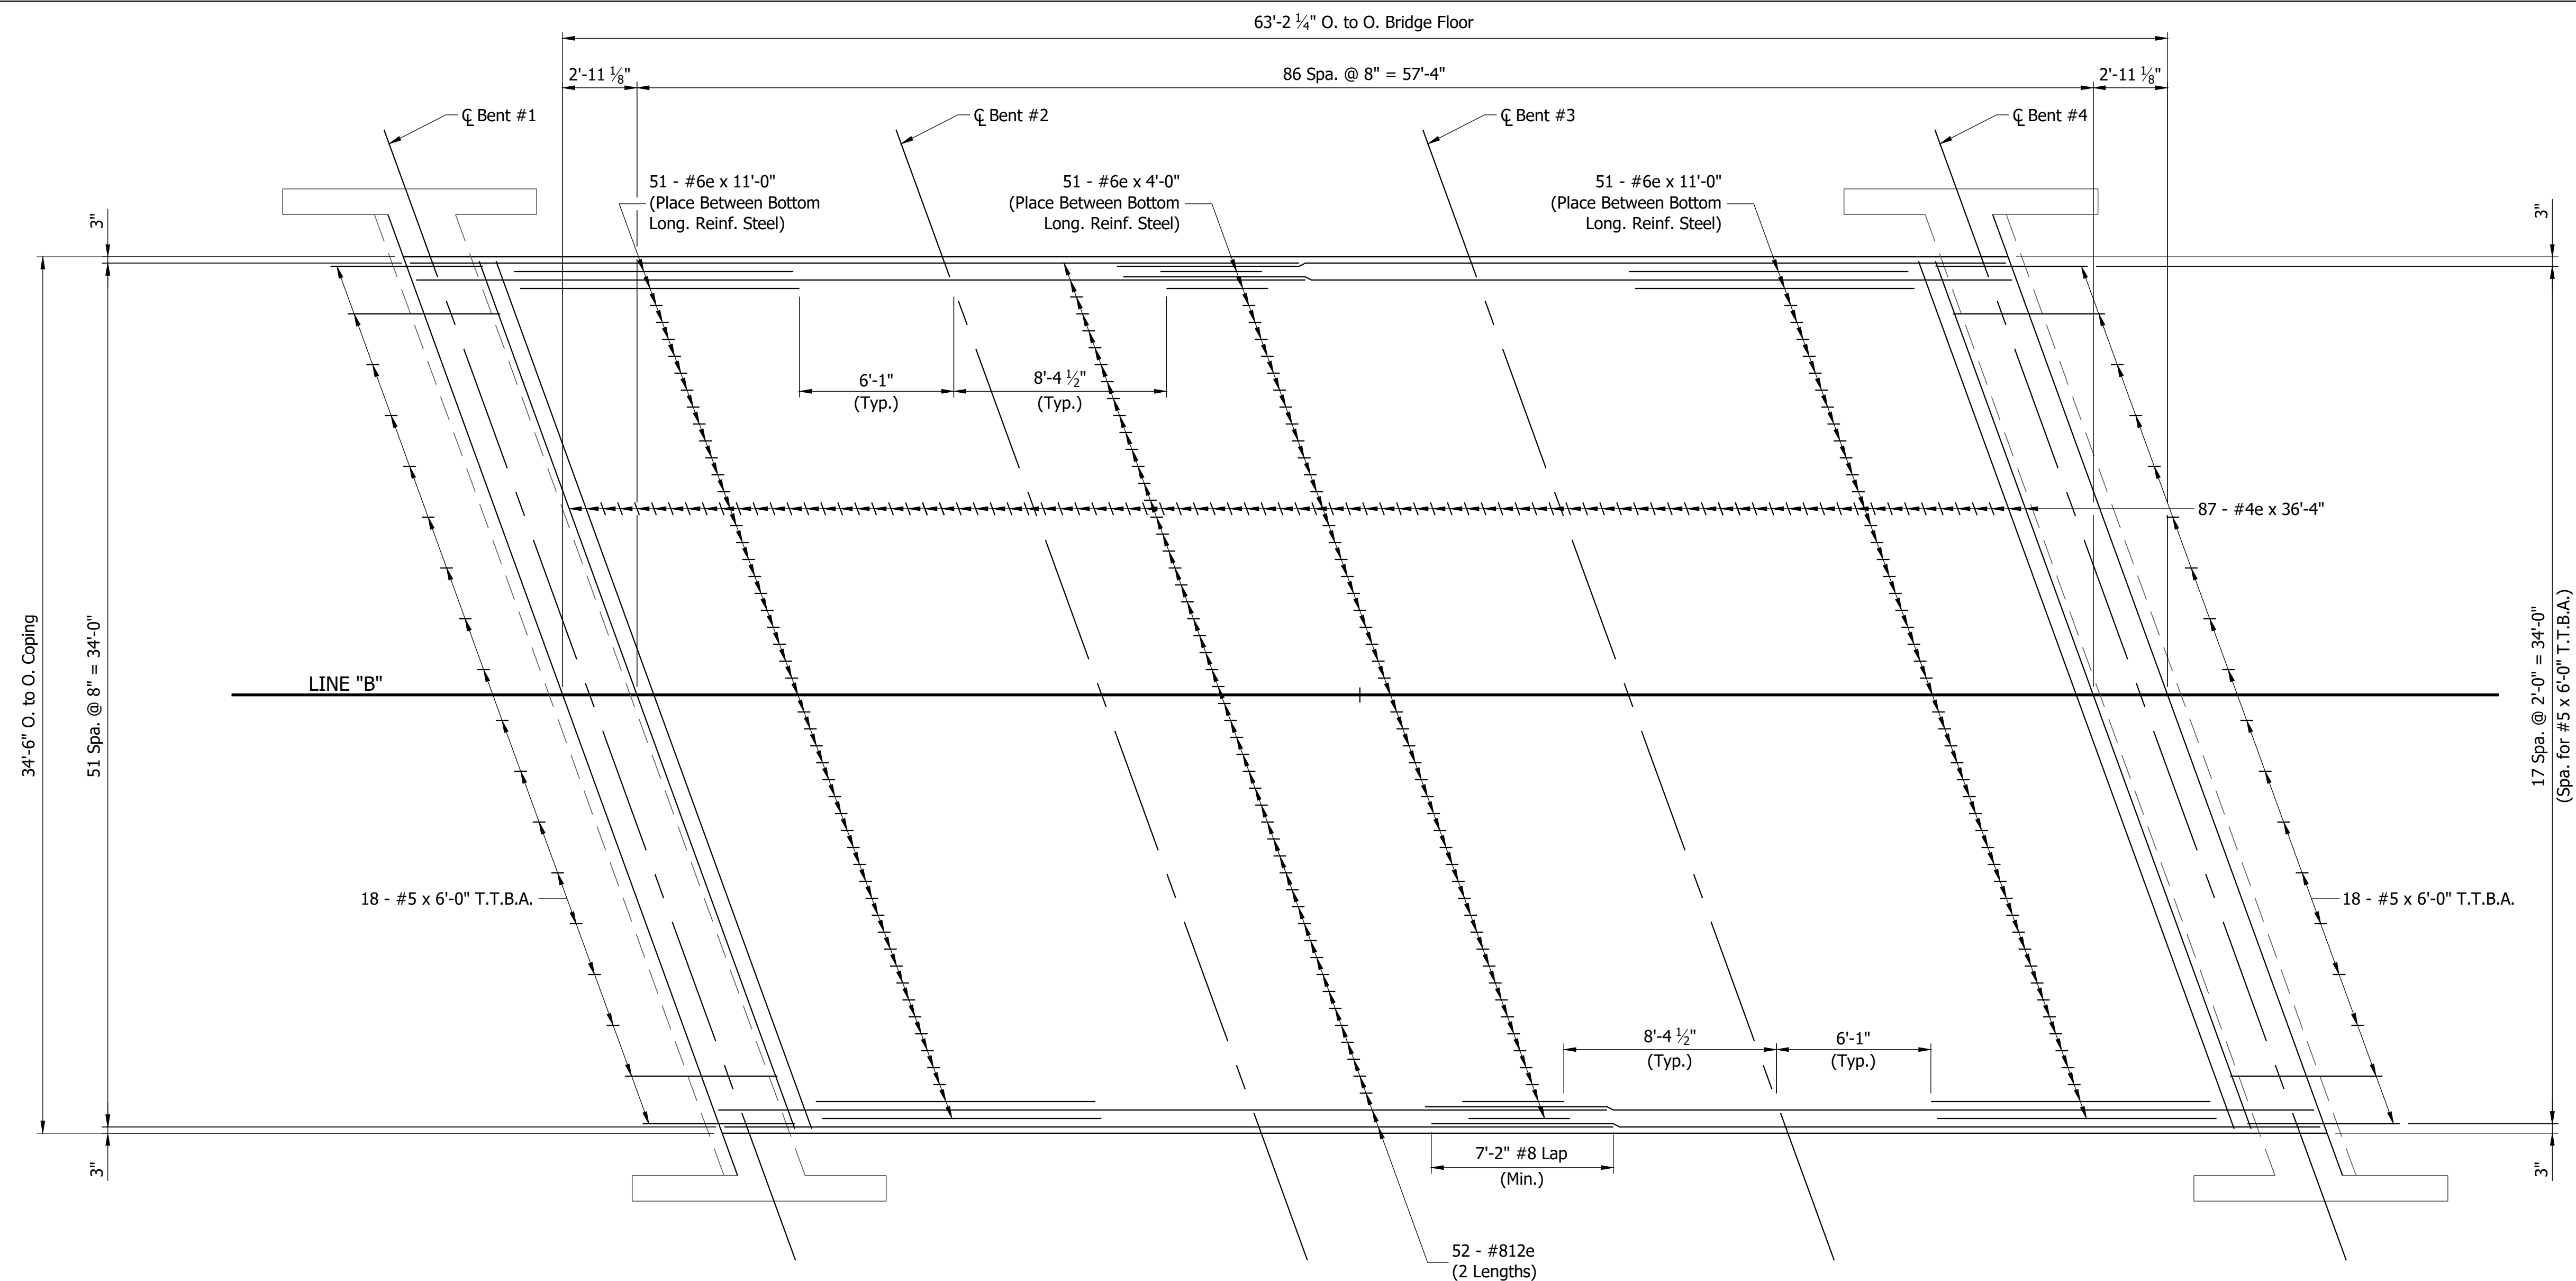 63'-2 1/4" O. to O. Bridge Floor
2'-11 1/8"
86 Spa. @ 8" = 57'-4"
2'-11 1/8"
℄ Bent #1
℄ Bent #2
℄ Bent #3
℄ Bent #4
51 - #6e x 11'-0"
(Place Between Bottom
Long. Reinf. Steel)
51 - #6e x 4'-0"
(Place Between Bottom
Long. Reinf. Steel)
51 - #6e x 11'-0"
(Place Between Bottom
Long. Reinf. Steel)
3"
3"
6'-1"
(Typ.)
8'-4 1/2"
(Typ.)
87 - #4e x 36'-4"
34'-6" O. to O. Coping
51 Spa. @ 8" = 34'-0"
LINE "B"
17 Spa. @ 2'-0" = 34'-0"
(Spa. for #5 x 6'-0" T.T.B.A.)
18 - #5 x 6'-0" T.T.B.A.
18 - #5 x 6'-0" T.T.B.A.
8'-4 1/2"
(Typ.)
6'-1"
(Typ.)
3"
7'-2" #8 Lap
(Min.)
3"
52 - #812e
(2 Lengths)